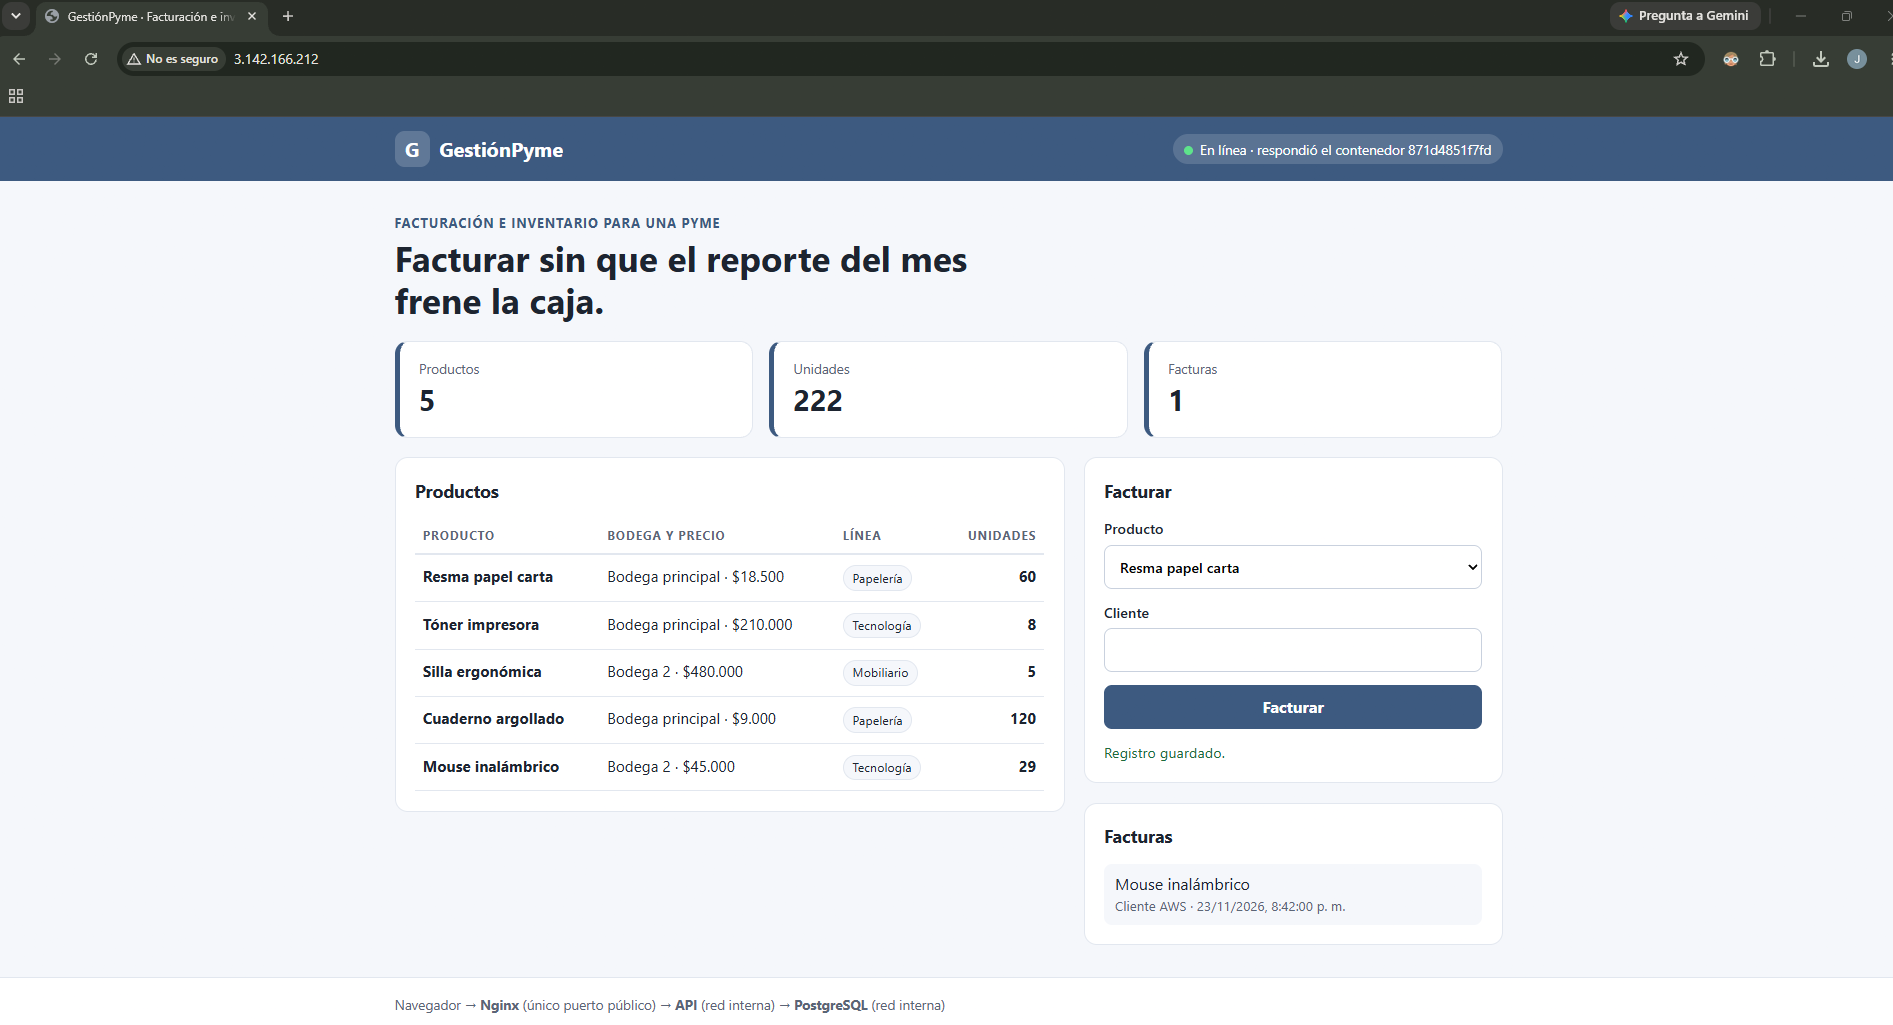 GestiónPyme · Facturación e inv
Pregunta a Gemini
No es seguro
3.142.166.212
J
G
GestiónPyme
En línea · respondió el contenedor 871d4851f7fd
FACTURACIÓN E INVENTARIO PARA UNA PYME
Facturar sin que el reporte del mes
frene la caja.
Productos
5
Unidades
222
Facturas
1
Productos
PRODUCTO BODEGA Y PRECIO LÍNEA UNIDADES
Resma papel carta Bodega principal · $18.500 Papelería 60
Tóner impresora Bodega principal · $210.000 Tecnología 8
Silla ergonómica Bodega 2 · $480.000 Mobiliario 5
Cuaderno argollado Bodega principal · $9.000 Papelería 120
Mouse inalámbrico Bodega 2 · $45.000 Tecnología 29
Facturar
Producto
Resma papel carta
Cliente
Facturar
Registro guardado.
Facturas
Mouse inalámbrico
Cliente AWS · 23/11/2026, 8:42:00 p. m.
Navegador → Nginx (único puerto público) → API (red interna) → PostgreSQL (red interna)